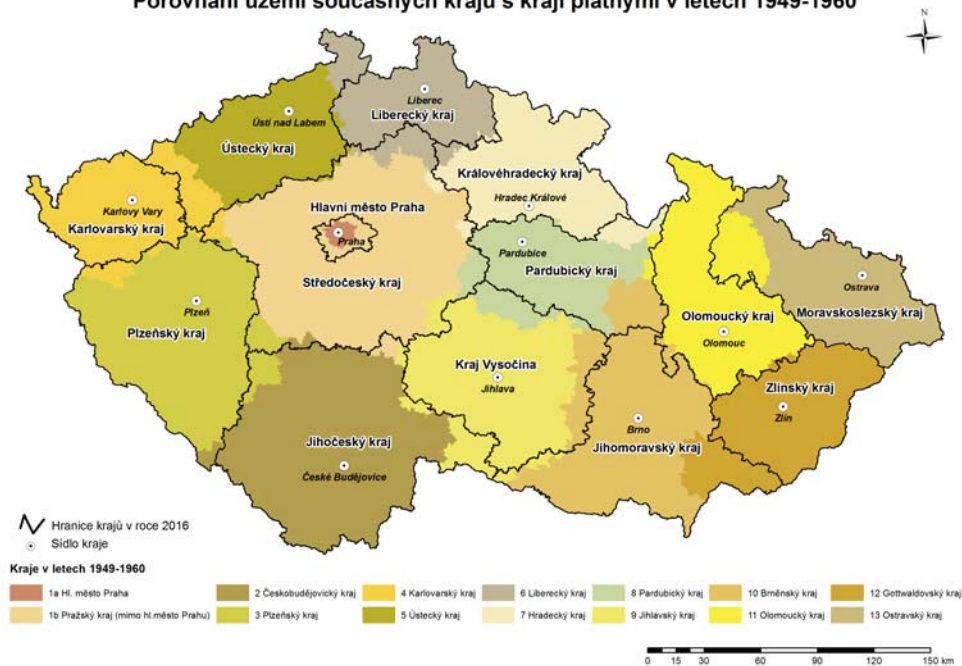 Porovnání území současných krajů s kraji platnými v letech 1949-1960
N
Liberec
Liberecký kraj
Ústí nad Labem
Ústecký kraj
Královéhradecký kraj
Hradec Králové
Karlovy Vary
Karlovarský kraj
Hlavní město Praha
Praha
Pardubice
Pardubický kraj
Středočeský kraj
Ostrava
Moravskoslezský kraj
Plzeň
Plzeňský kraj
Olomoucký kraj
Olomouc
Kraj Vysočina
Jihlava
Zlínský kraj
Zlín
Brno
Jihomoravský kraj
Jihočeský kraj
České Budějovice
Hranice krajů v roce 2016
Sídlo kraje
Kraje v letech 1949-1960
1a Hl. město Praha
2 Českobudějovický kraj
4 Karlovarský kraj
6 Liberecký kraj
8 Pardubický kraj
10 Brněnský kraj
12 Gottwaldovský kraj
1b Pražský kraj (mimo hl.město Prahu)
3 Plzeňský kraj
5 Ústecký kraj
7 Hradecký kraj
9 Jihlavský kraj
11 Olomoucký kraj
13 Ostravský kraj
0 15 30 60 90 120 150 km